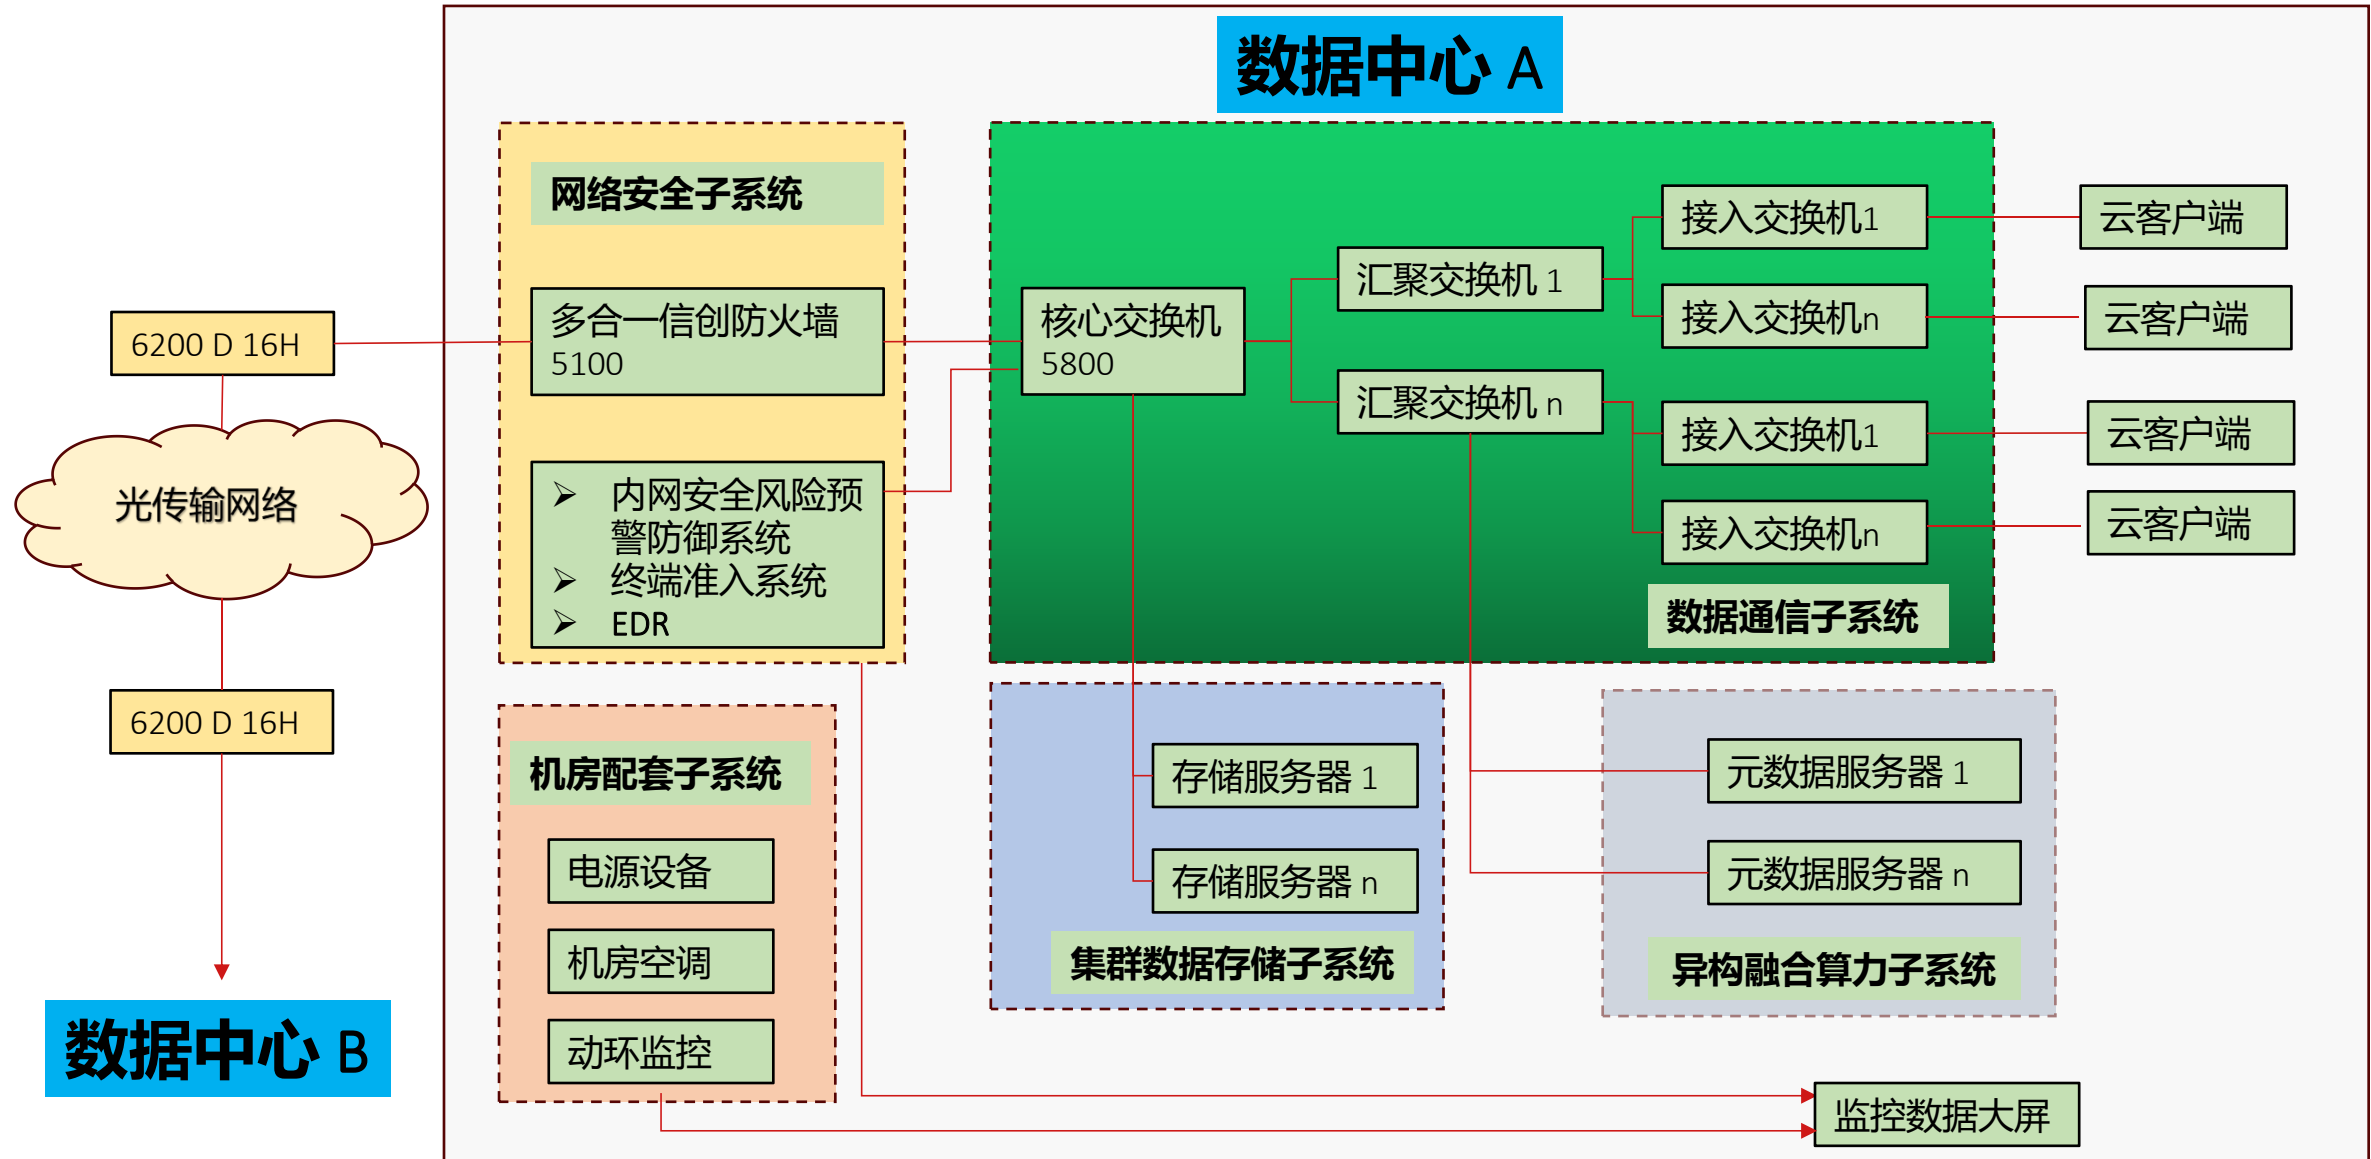 数据中心 A
网络安全子系统
多合一信创防火墙
5100
➢ 内网安全风险预
警防御系统
➢ 终端准入系统
➢ EDR
6200 D 16H
光传输网络
6200 D 16H
数据中心 B
核心交换机
5800
汇聚交换机 1
汇聚交换机 n
接入交换机1
接入交换机n
接入交换机1
接入交换机n
数据通信子系统
云客户端
云客户端
云客户端
云客户端
机房配套子系统
电源设备
机房空调
动环监控
存储服务器 1
存储服务器 n
集群数据存储子系统
元数据服务器 1
元数据服务器 n
异构融合算力子系统
监控数据大屏